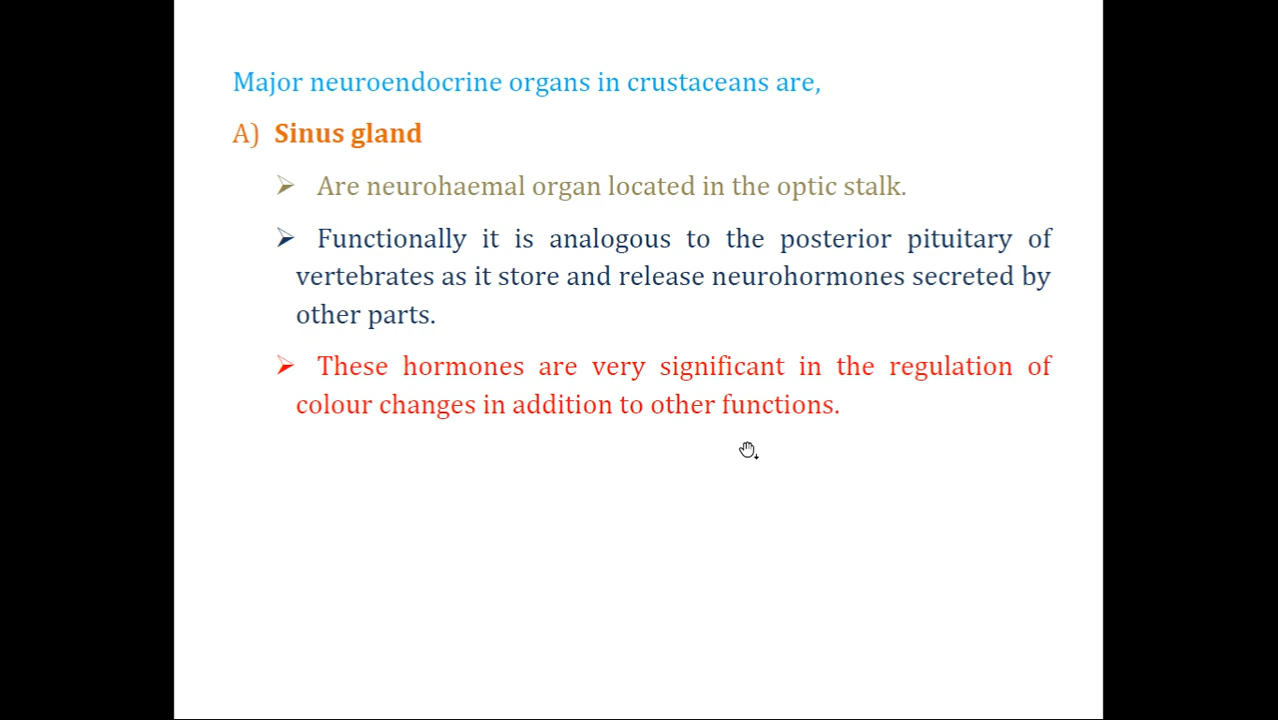 Major neuroendocrine organs in crustaceans are,
A) Sinus gland
➢ Are neurohaemal organ located in the optic stalk.
➢ Functionally it is analogous to the posterior pituitary of
vertebrates as it store and release neurohormones secreted by
other parts.
➢ These hormones are very significant in the regulation of
colour changes in addition to other functions.